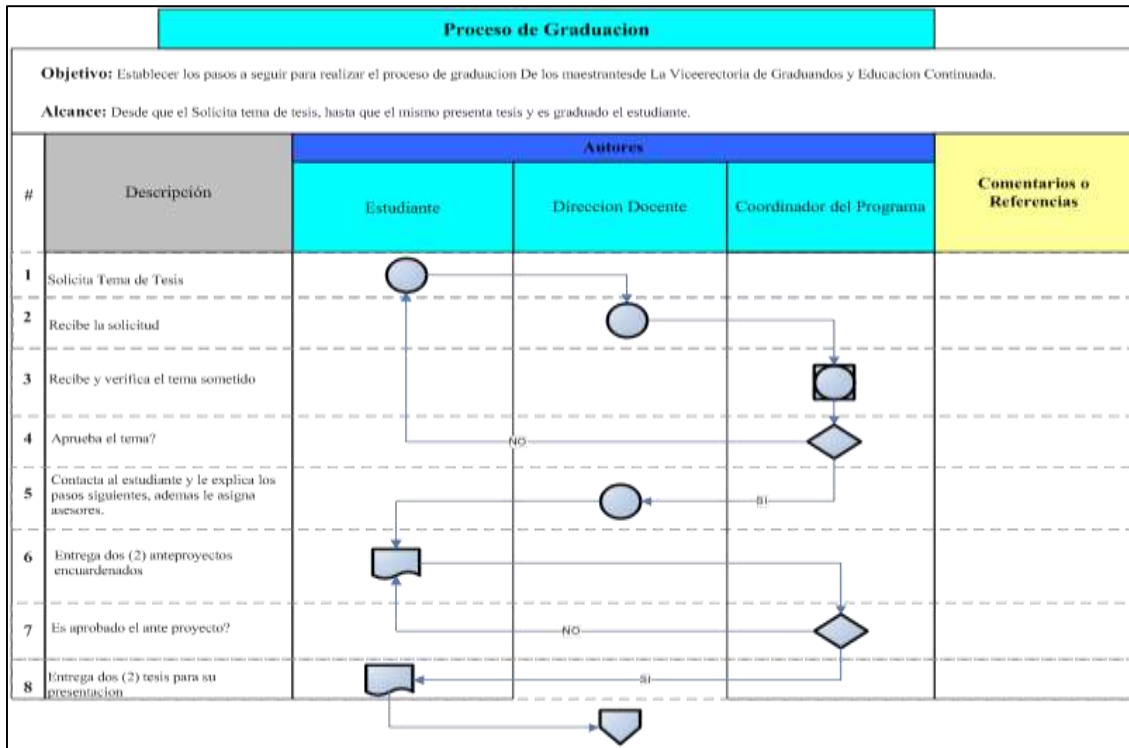 Proceso de Graduacion
Objetivo: Establecer los pasos a seguir para realizar el proceso de graduacion De los maestrantesde La Viceerectoria de Graduandos y Educacion Continuada.
Alcance: Desde que el Solicita tema de tesis, hasta que el mismo presenta tesis y es graduado el estudiante.
#
Descripción
Autores
Estudiante
Direccion Docente
Coordinador del Programa
Comentarios o
Referencias
1
Solicita Tema de Tesis
2
Recibe la solicitud
3
Recibe y verifica el tema sometido
4
Aprueba el tema?
NO
5
Contacta al estudiante y le explica los
pasos siguientes, ademas le asigna
asesores.
SI
6
Entrega dos (2) anteproyectos
encuardenados
7
Es aprobado el ante proyecto?
NO
8
Entrega dos (2) tesis para su
presentacion
SI